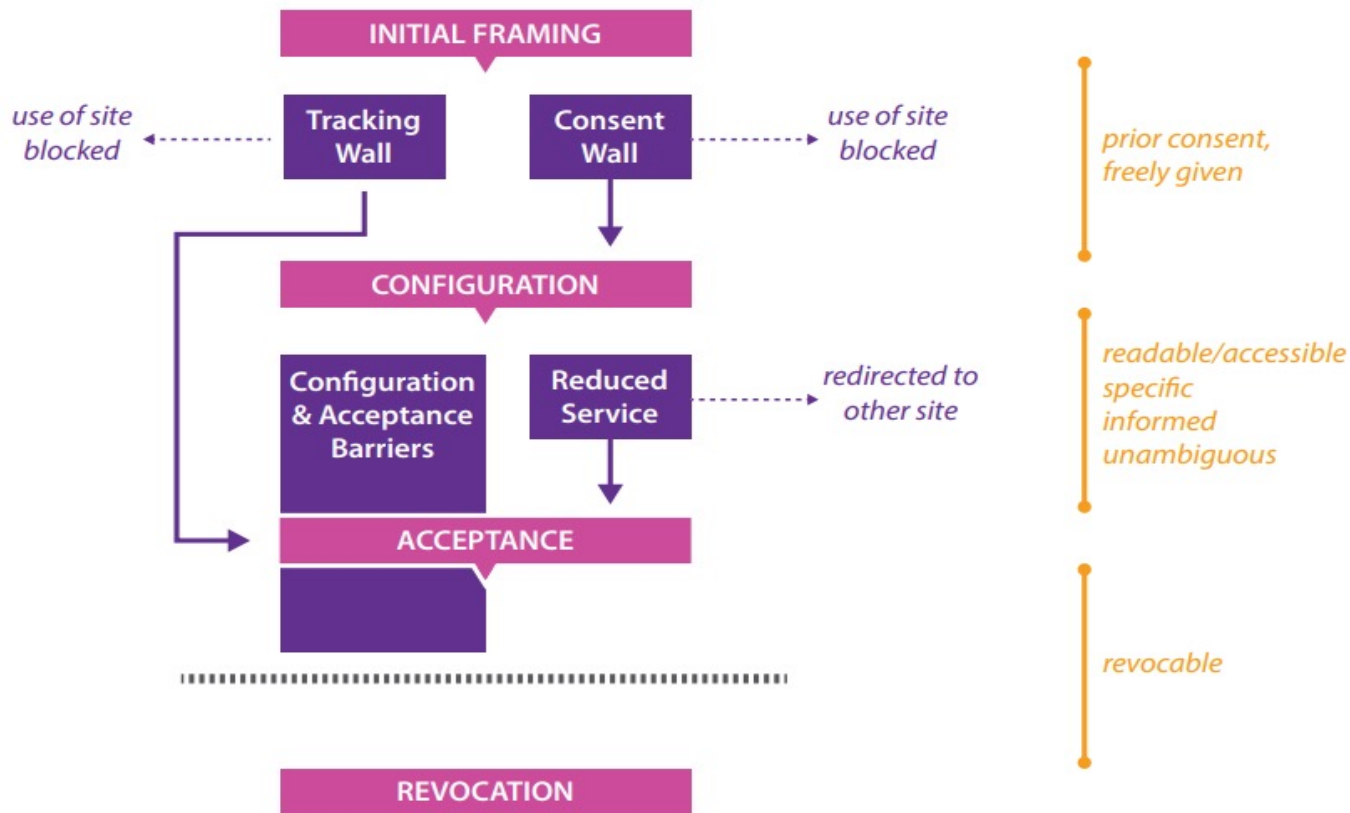 INITIAL FRAMING
use of site
blocked
Tracking
Wall
Consent
Wall
use of site
blocked
prior consent,
freely given
CONFIGURATION
Configuration
& Acceptance
Barriers
Reduced
Service
redirected to
other site
readable/accessible
specific
informed
unambiguous
ACCEPTANCE
revocable
REVOCATION